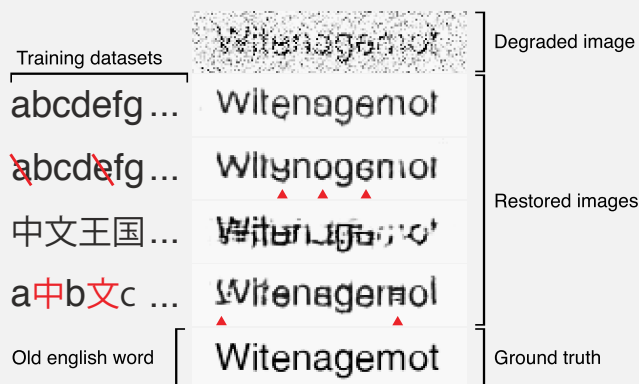 Witenagemot
Degraded image
Training datasets
abcdefg ...
Witenagemot
abcdefg ...
Witynogemot
Restored images
中文王国 ...
a中b文c ...
Witenagemol
Old english word
Witenagemot
Ground truth